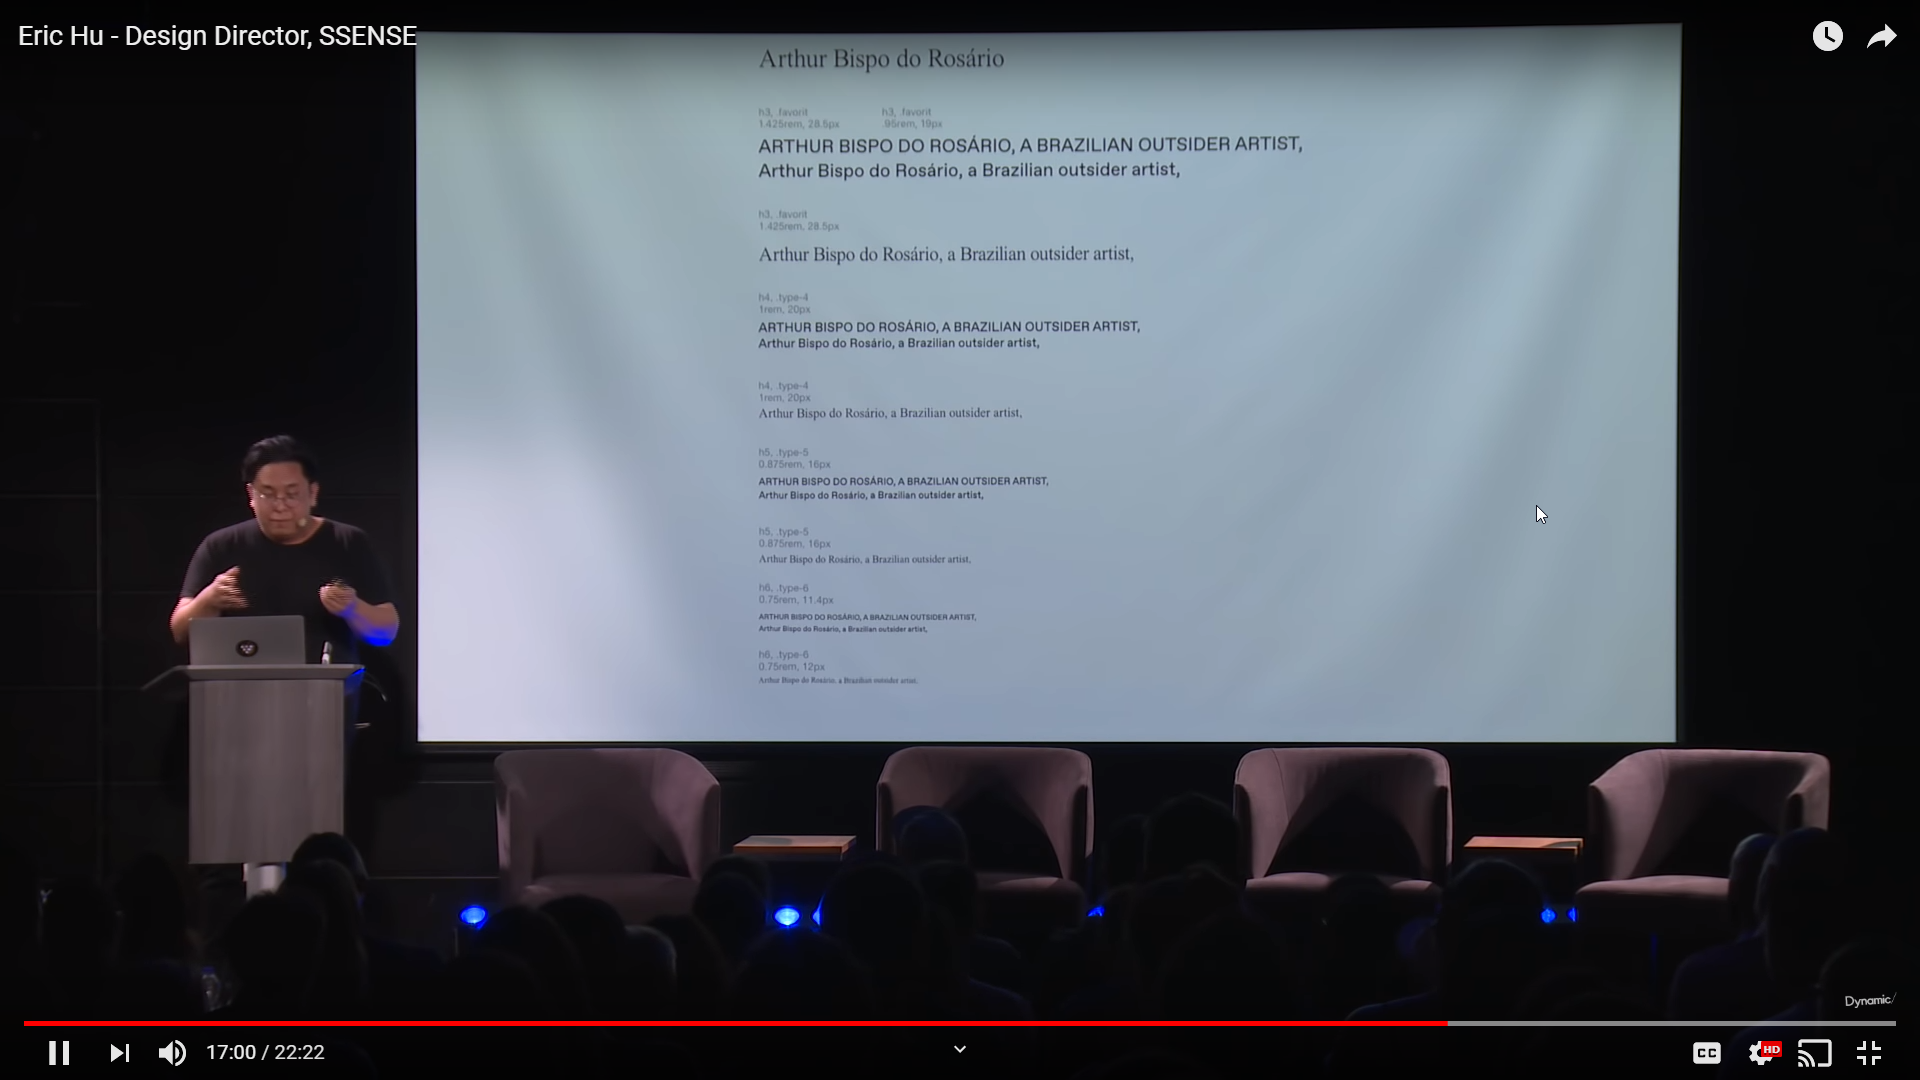 Eric Hu - Design Director, SSENSE
Arthur Bispo do Rosário
h3, .favorit h3, .favorit
1.425rem, 28.5px .95rem, 19px
ARTHUR BISPO DO ROSÁRIO, A BRAZILIAN OUTSIDER ARTIST,
Arthur Bispo do Rosário, a Brazilian outsider artist,
h3, .favorit
1.425rem, 28.5px
Arthur Bispo do Rosário, a Brazilian outsider artist,
h4, .type-4
1rem, 20px
ARTHUR BISPO DO ROSÁRIO, A BRAZILIAN OUTSIDER ARTIST,
Arthur Bispo do Rosário, a Brazilian outsider artist,
h4, .type-4
1rem, 20px
Arthur Bispo do Rosário, a Brazilian outsider artist,
h5, .type-5
0.875rem, 16px
ARTHUR BISPO DO ROSÁRIO, A BRAZILIAN OUTSIDER ARTIST,
Arthur Bispo do Rosário, a Brazilian outsider artist,
h5, .type-5
0.875rem, 16px
Arthur Bispo do Rosário, a Brazilian outsider artist,
h6, .type-6
0.75rem, 11.4px
ARTHUR BISPO DO ROSÁRIO, A BRAZILIAN OUTSIDER ARTIST,
Arthur Bispo do Rosário, a Brazilian outsider artist,
h6, .type-6
0.75rem, 12px
Arthur Bispo do Rosário, a Brazilian outsider artist,
Dynamic/
17:00 / 22:22
CC
HD